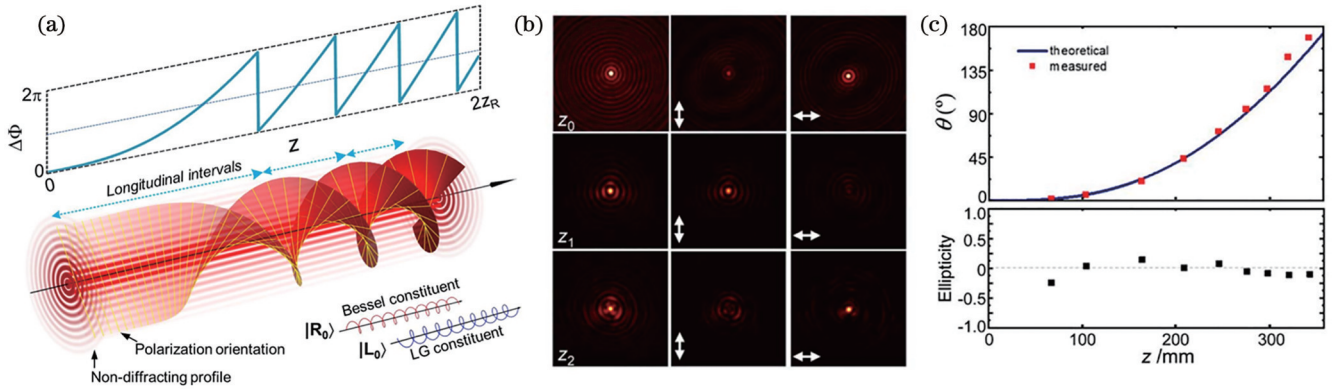 (a)
2π
ΔΦ
0
0
z
2z_R
Longitudinal intervals
Bessel constituent
|R₀⟩
|L₀⟩
LG constituent
Polarization orientation
Non-diffracting profile
(b)
z₀
z₁
z₂
(c)
180
135
90
45
0
θ (°)
theoretical
measured
1.0
0.5
0
-0.5
-1.0
Ellipticity
0
100
200
300
z /mm